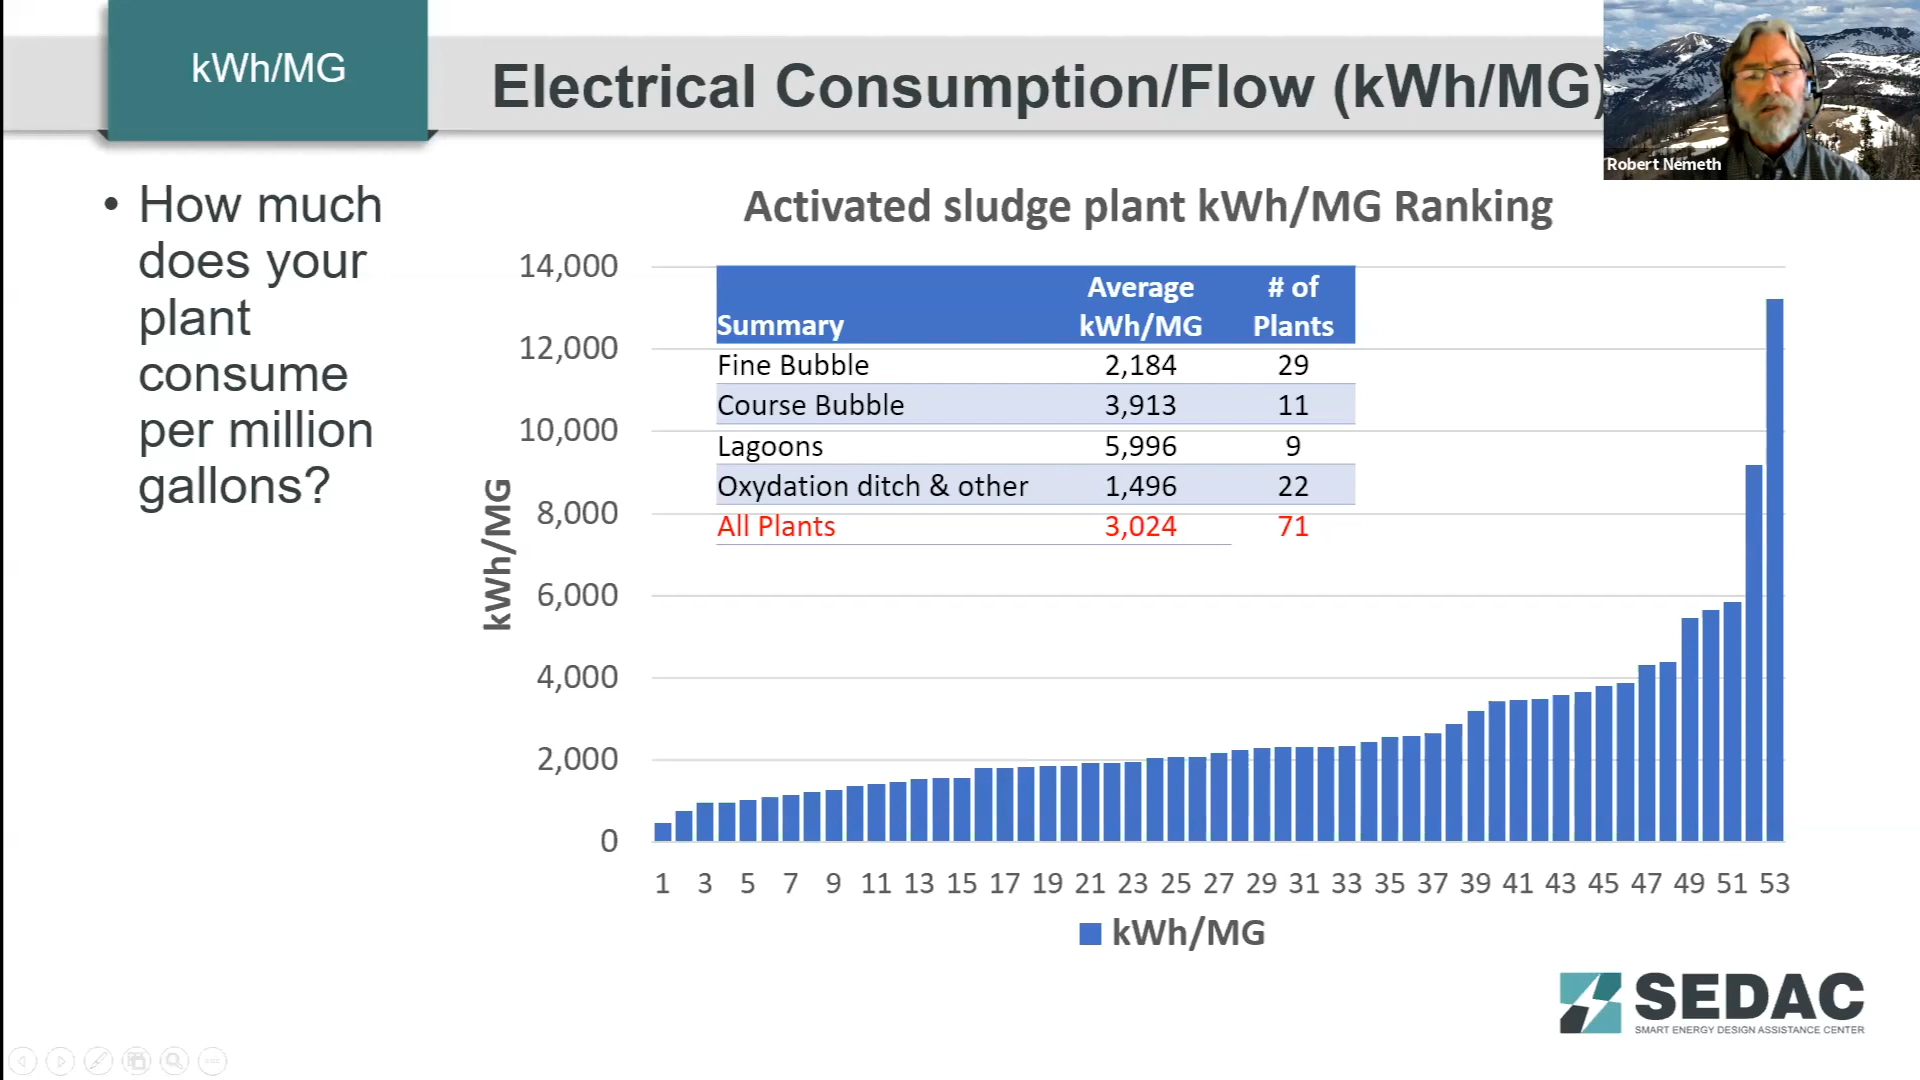 kWh/MG
Electrical Consumption/Flow (kWh/MG)
Robert Nemeth
• How much
does your
plant
consume
per million
gallons?
Activated sludge plant kWh/MG Ranking
Summary Average kWh/MG # of Plants
Fine Bubble 2,184 29
Course Bubble 3,913 11
Lagoons 5,996 9
Oxydation ditch & other 1,496 22
All Plants 3,024 71
kWh/MG
14,000
12,000
10,000
8,000
6,000
4,000
2,000
0
1 3 5 7 9 11 13 15 17 19 21 23 25 27 29 31 33 35 37 39 41 43 45 47 49 51 53
kWh/MG
SEDAC
SMART ENERGY DESIGN ASSISTANCE CENTER